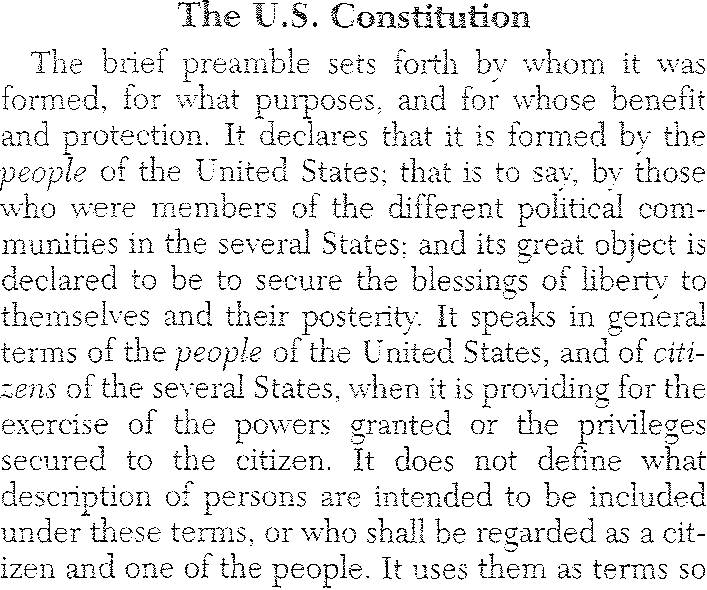 The U.S. Constitution
The brief preamble sets forth by whom it was
formed, for what purposes, and for whose benefit
and protection. It declares that it is formed by the
people of the United States; that is to say, by those
who were members of the different political com-
munities in the several States; and its great object is
declared to be to secure the blessings of liberty to
themselves and their posterity. It speaks in general
terms of the people of the United States, and of citi-
zens of the several States, when it is providing for the
exercise of the powers granted or the privileges
secured to the citizen. It does not define what
description of persons are intended to be included
under these terms, or who shall be regarded as a cit-
izen and one of the people. It uses them as terms so